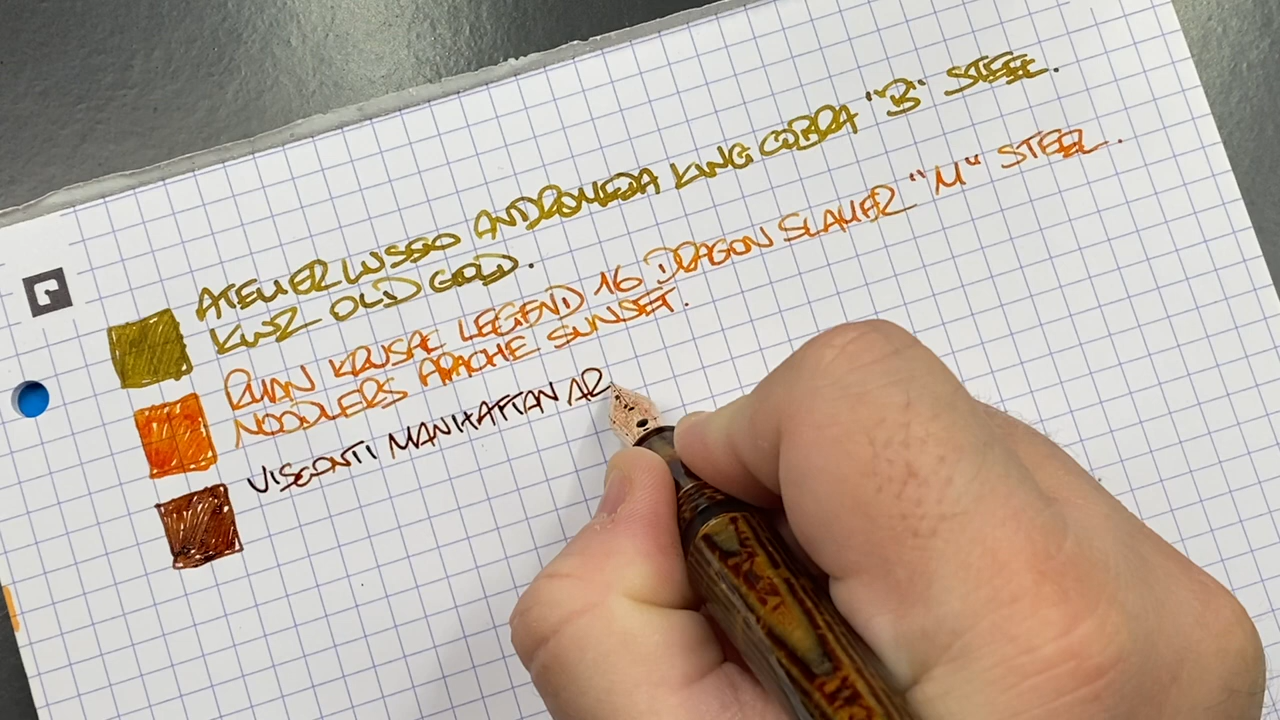 ATELIER LUSSO ANDROMEDA KING COBRA "B" STEEL.
KWZ OLD GOLD.
RYAN KRUSAC LEGEND 16 DRAGON SLAYER "M" STEEL.
NOODLERS APACHE SUNSET.
VISCONTI MANHATTAN AR